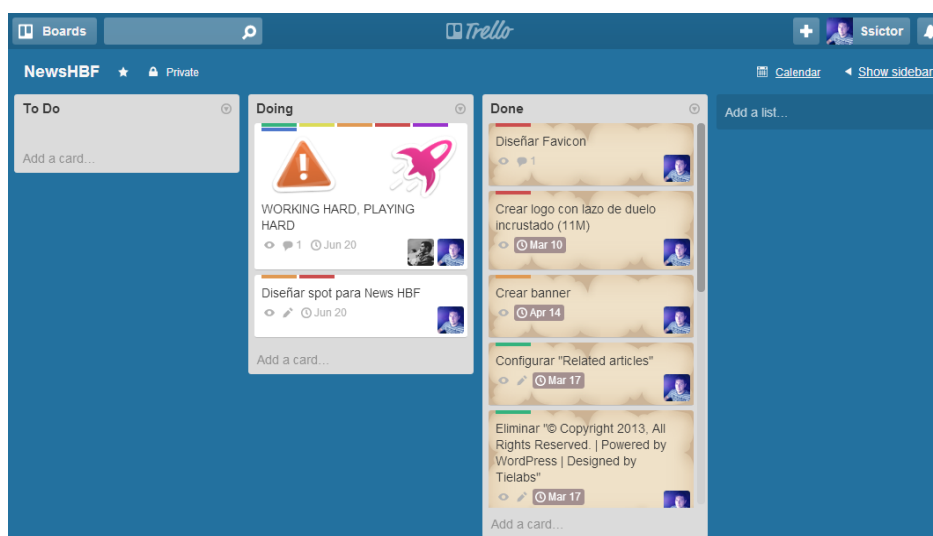 Boards
Trello
Ssictor
NewsHBF
Private
Calendar
Show sidebar
To Do
Add a card...
Doing
WORKING HARD, PLAYING
HARD
1 Jun 20
Diseñar spot para News HBF
Jun 20
Add a card...
Done
Diseñar Favicon
1
Crear logo con lazo de duelo
incrustado (11M)
Mar 10
Crear banner
Apr 14
Configurar "Related articles"
Mar 17
Eliminar "© Copyright 2013, All
Rights Reserved. | Powered by
WordPress | Designed by
Tielabs"
Mar 17
Add a card...
Add a list...